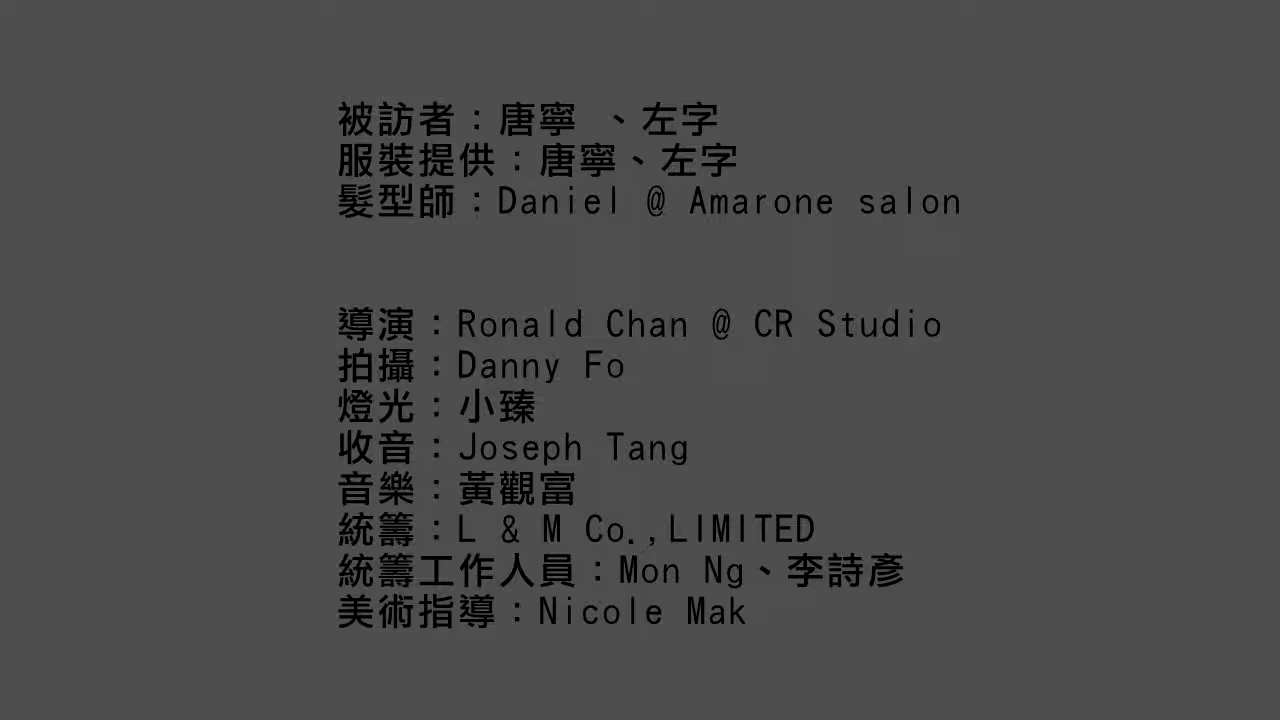 被訪者：唐寧 、左字
服裝提供：唐寧、左字
髮型師：Daniel @ Amarone salon
導演：Ronald Chan @ CR Studio
拍攝：Danny Fo
燈光：小臻
收音：Joseph Tang
音樂：黃觀富
統籌：L & M Co.,LIMITED
統籌工作人員：Mon Ng、李詩彥
美術指導：Nicole Mak